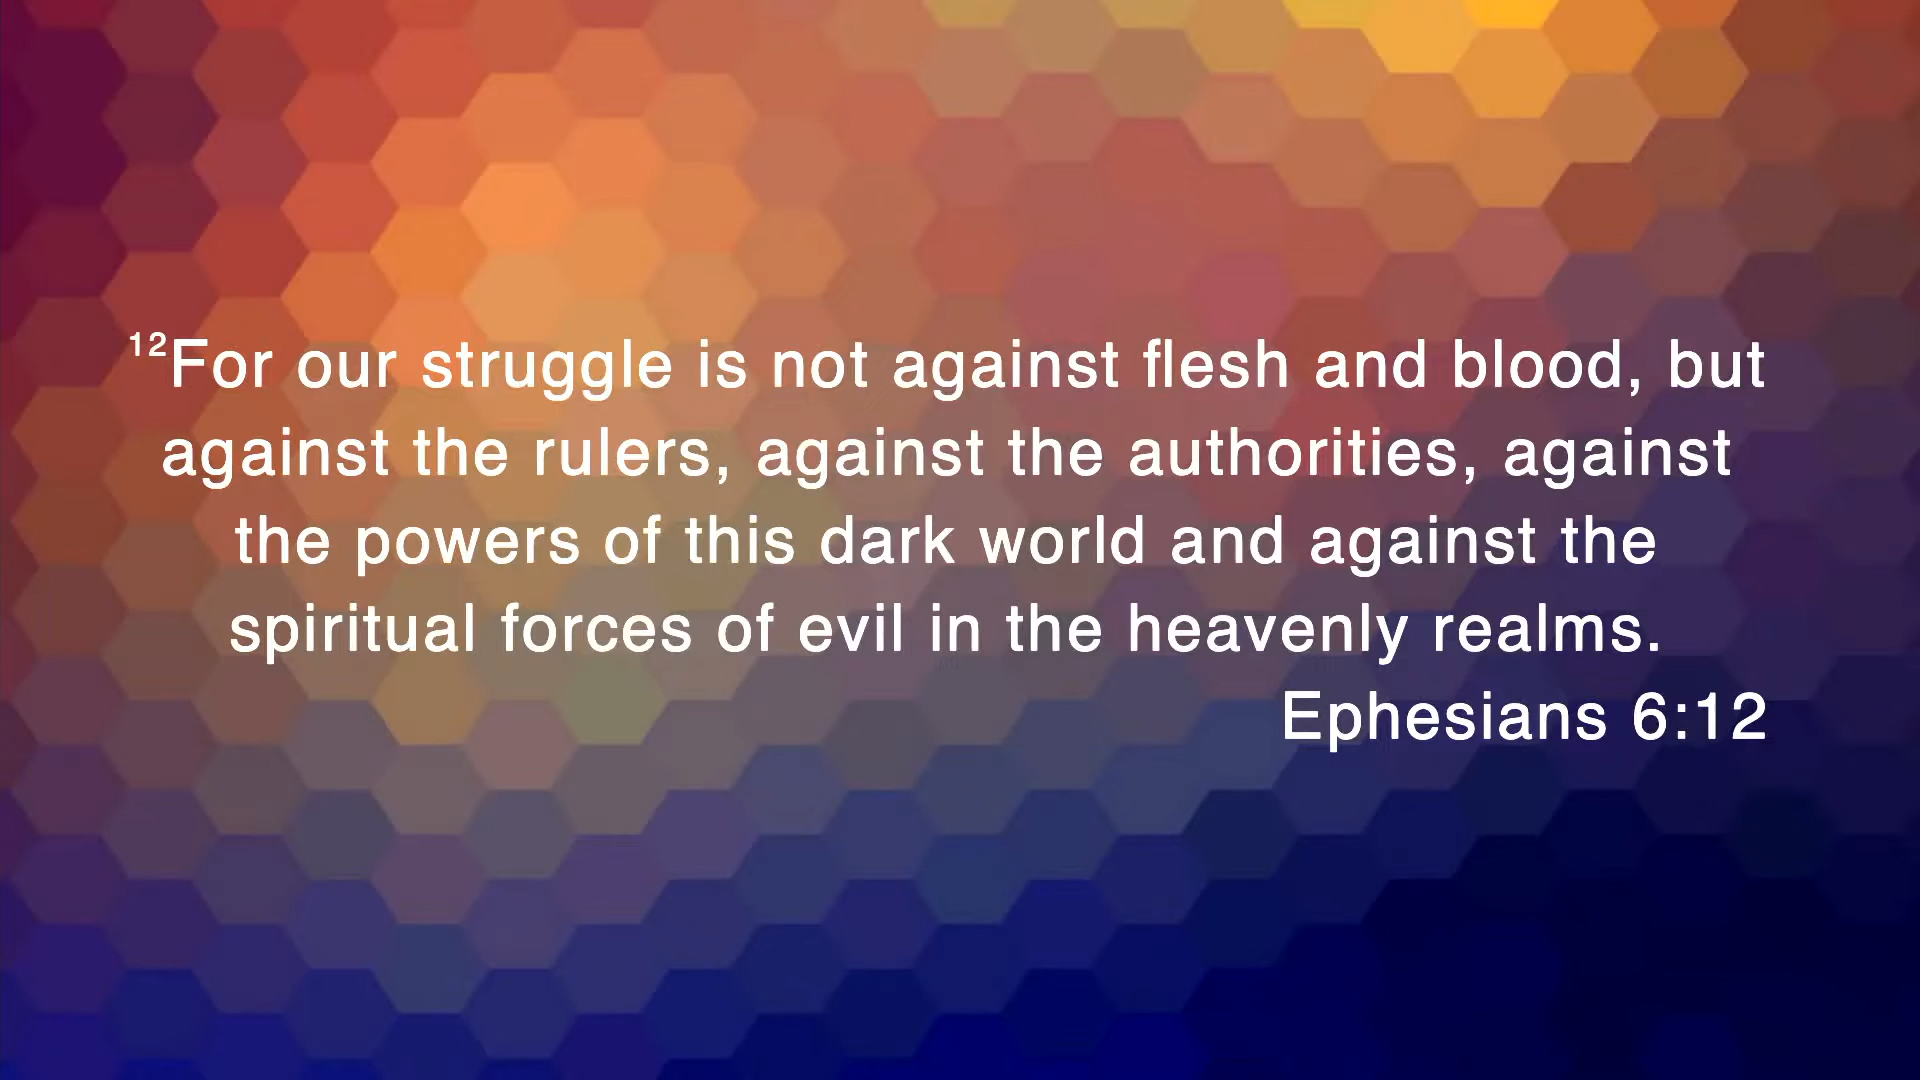 12For our struggle is not against flesh and blood, but
against the rulers, against the authorities, against
the powers of this dark world and against the
spiritual forces of evil in the heavenly realms.
Ephesians 6:12